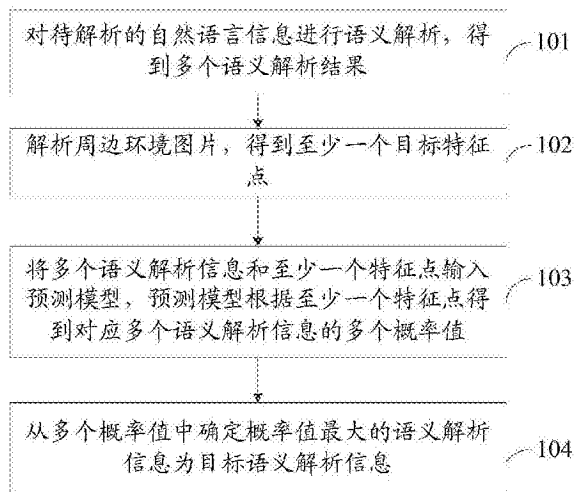 对待解析的自然语言信息进行语义解析，得
到多个语义解析结果
101
解析周边环境图片，得到至少一个目标特征
点
102
将多个语义解析信息和至少一个特征点输入
预测模型，预测模型根据至少一个特征点得
到对应多个语义解析信息的多个概率值
103
从多个概率值中确定概率值最大的语义解析
信息为目标语义解析信息
104